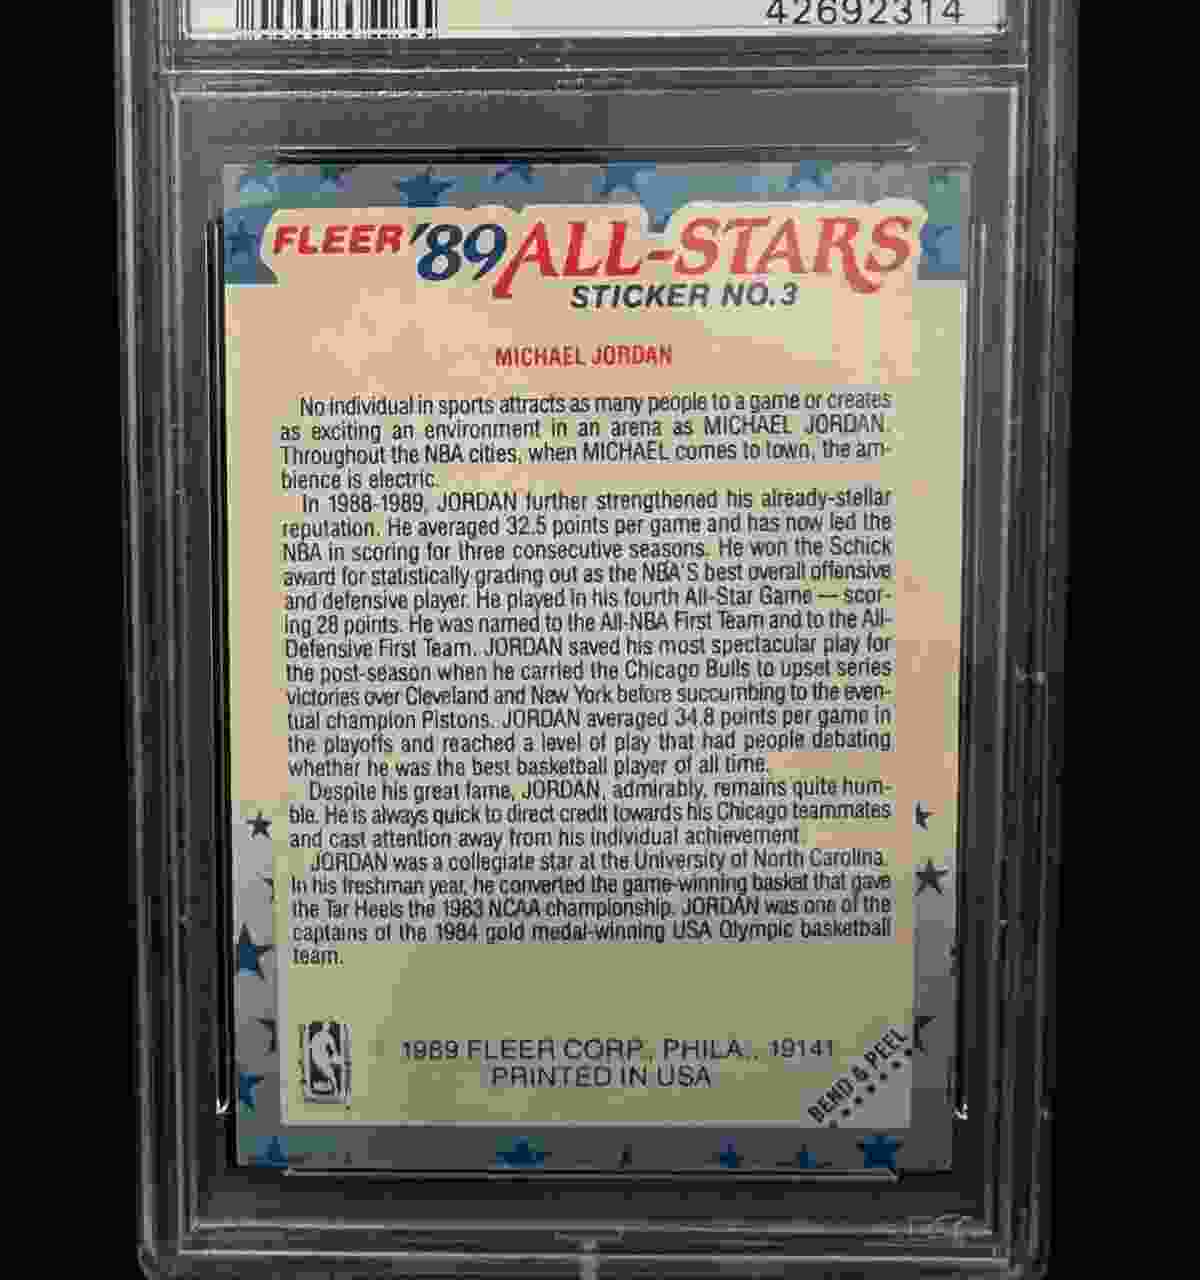 42692314
FLEER '89 ALL-STARS
STICKER NO.3
MICHAEL JORDAN
No individual in sports attracts as many people to a game or creates
as exciting an environment in an arena as MICHAEL JORDAN.
Throughout the NBA cities, when MICHAEL comes to town, the am-
bience is electric.
In 1988-1989, JORDAN further strengthened his already-stellar
reputation. He averaged 32.5 points per game and has now led the
NBA in scoring for three consecutive seasons. He won the Schick
award for statistically grading out as the NBA'S best overall offensive
and defensive player. He played in his fourth All-Star Game — scor-
ing 28 points. He was named to the All-NBA First Team and to the All-
Defensive First Team. JORDAN saved his most spectacular play for
the post-season when he carried the Chicago Bulls to upset series
victories over Cleveland and New York before succumbing to the even-
tual champion Pistons. JORDAN averaged 34.8 points per game in
the playoffs and reached a level of play that had people debating
whether he was the best basketball player of all time.
Despite his great fame, JORDAN, admirably, remains quite hum-
ble. He is always quick to direct credit towards his Chicago teammates
and cast attention away from his individual achievement.
JORDAN was a collegiate star at the University of North Carolina.
In his freshman year, he converted the game-winning basket that gave
the Tar Heels the 1983 NCAA championship. JORDAN was one of the
captains of the 1984 gold medal-winning USA Olympic basketball
team.
1989 FLEER CORP., PHILA., 19141
PRINTED IN USA
BEND & PEEL